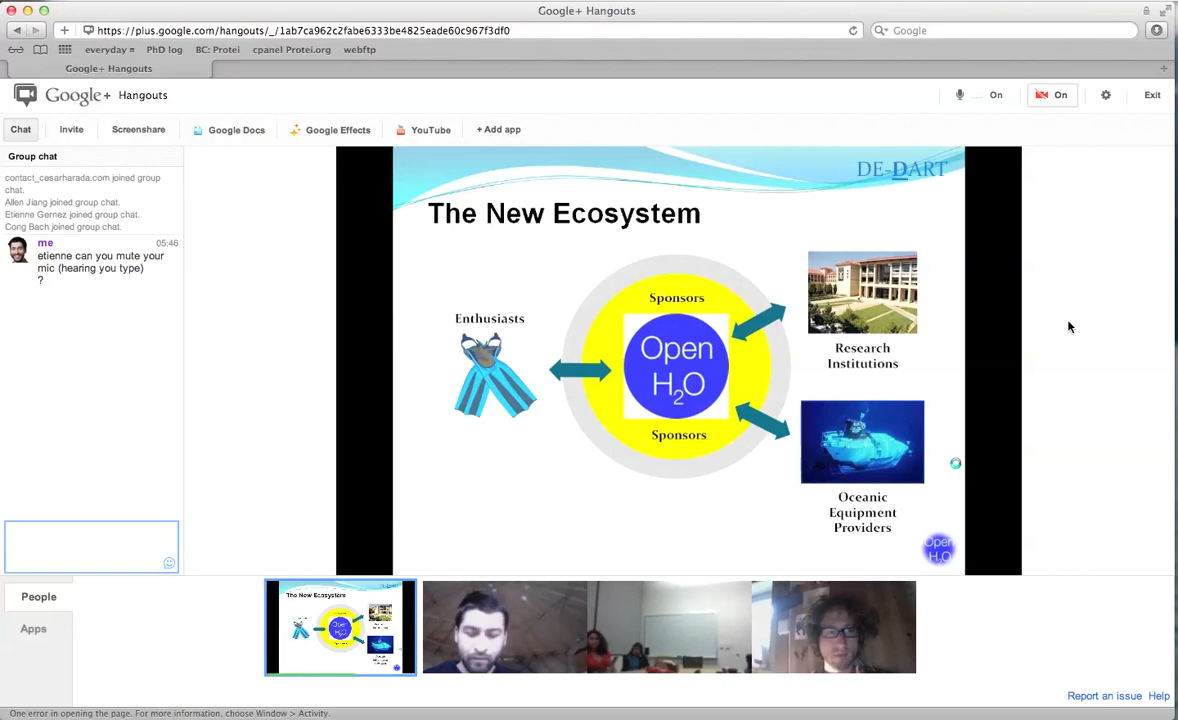 Google+ Hangouts
https://plus.google.com/hangouts/_/1ab7ca962c2fabe6333be4825eade60c967f3df0
Google
everyday
PhD log
BC: Protei
cpanel Protei.org
webftp
Google+ Hangouts
Google+ Hangouts
On
On
Exit
Chat
Invite
Screenshare
Google Docs
Google Effects
YouTube
+ Add app
Group chat
contact_cesarharada.com joined group
chat.
Allen Jiang joined group chat.
Etienne Gernez joined group chat.
Cong Bach joined group chat.
me 05:46
etienne can you mute your
mic (hearing you type)
?
DE-DART
The New Ecosystem
Enthusiasts
Sponsors
Open
H2O
Sponsors
Research
Institutions
Oceanic
Equipment
Providers
Open
H2O
People
Apps
The New Ecosystem
Open
H2O
Report an issue Help
One error in opening the page. For more information, choose Window > Activity.